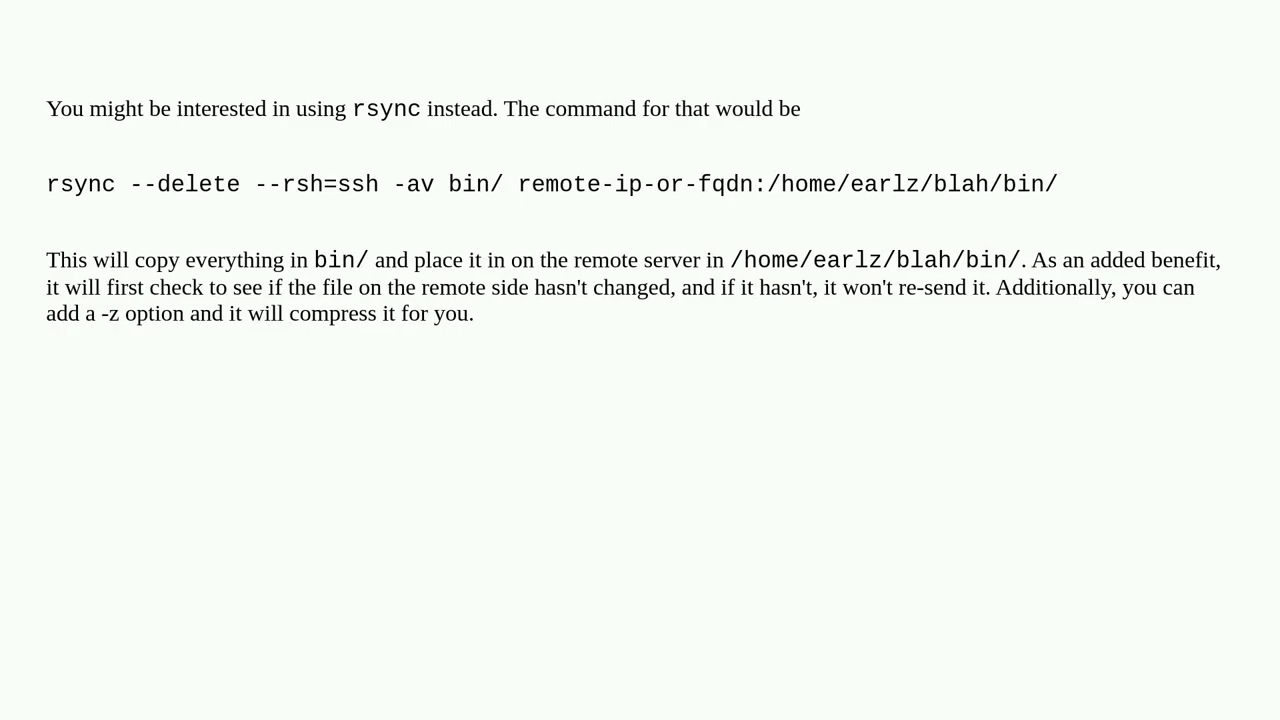 You might be interested in using rsync instead. The command for that would be
rsync --delete --rsh=ssh -av bin/ remote-ip-or-fqdn:/home/earlz/blah/bin/
This will copy everything in bin/ and place it in on the remote server in /home/earlz/blah/bin/. As an added benefit,
it will first check to see if the file on the remote side hasn't changed, and if it hasn't, it won't re-send it. Additionally, you can
add a -z option and it will compress it for you.